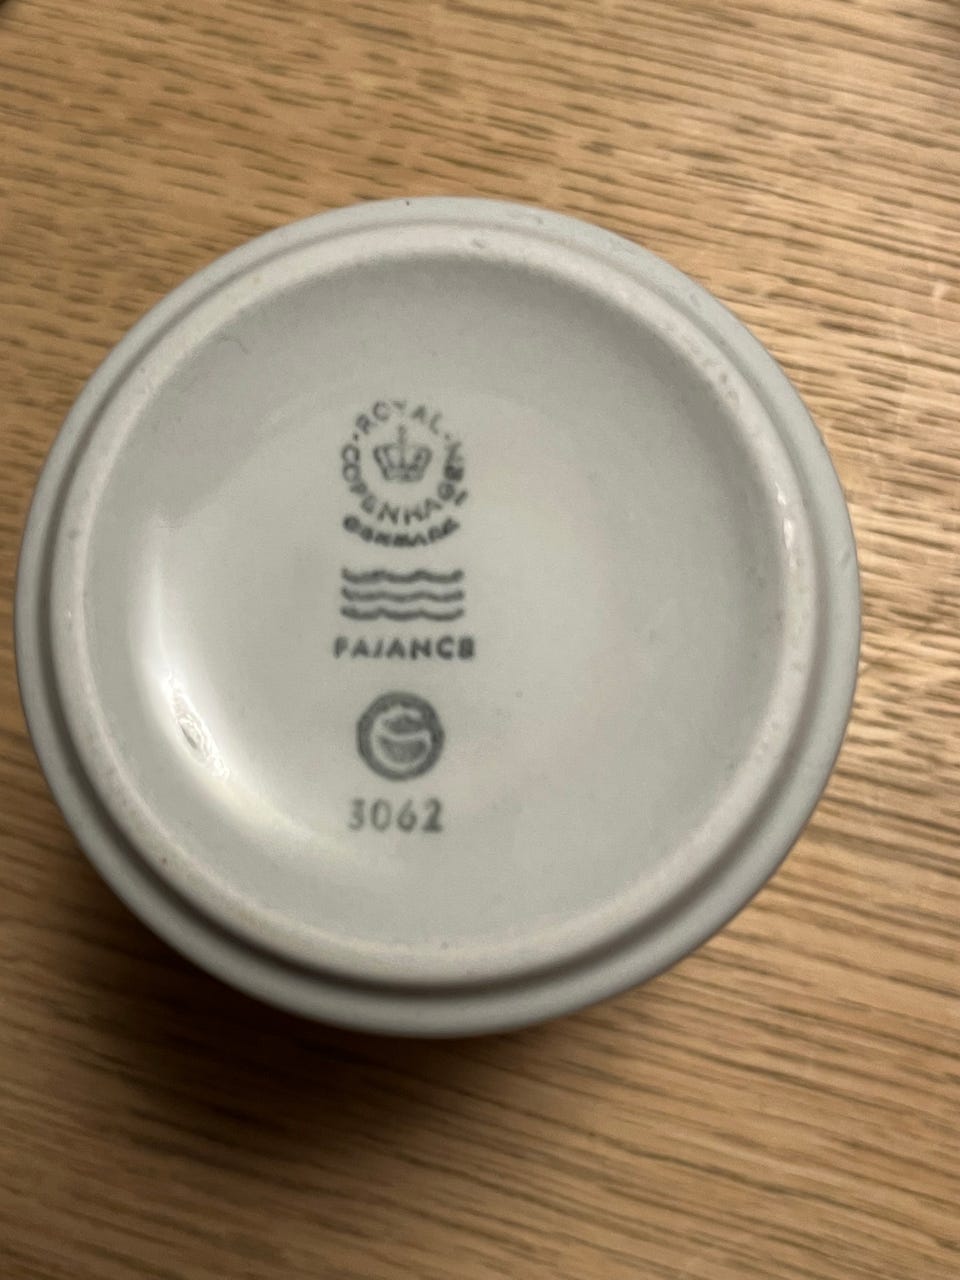 ROYAL
COPENHAGEN
DENMARK
FAJANCE
3062